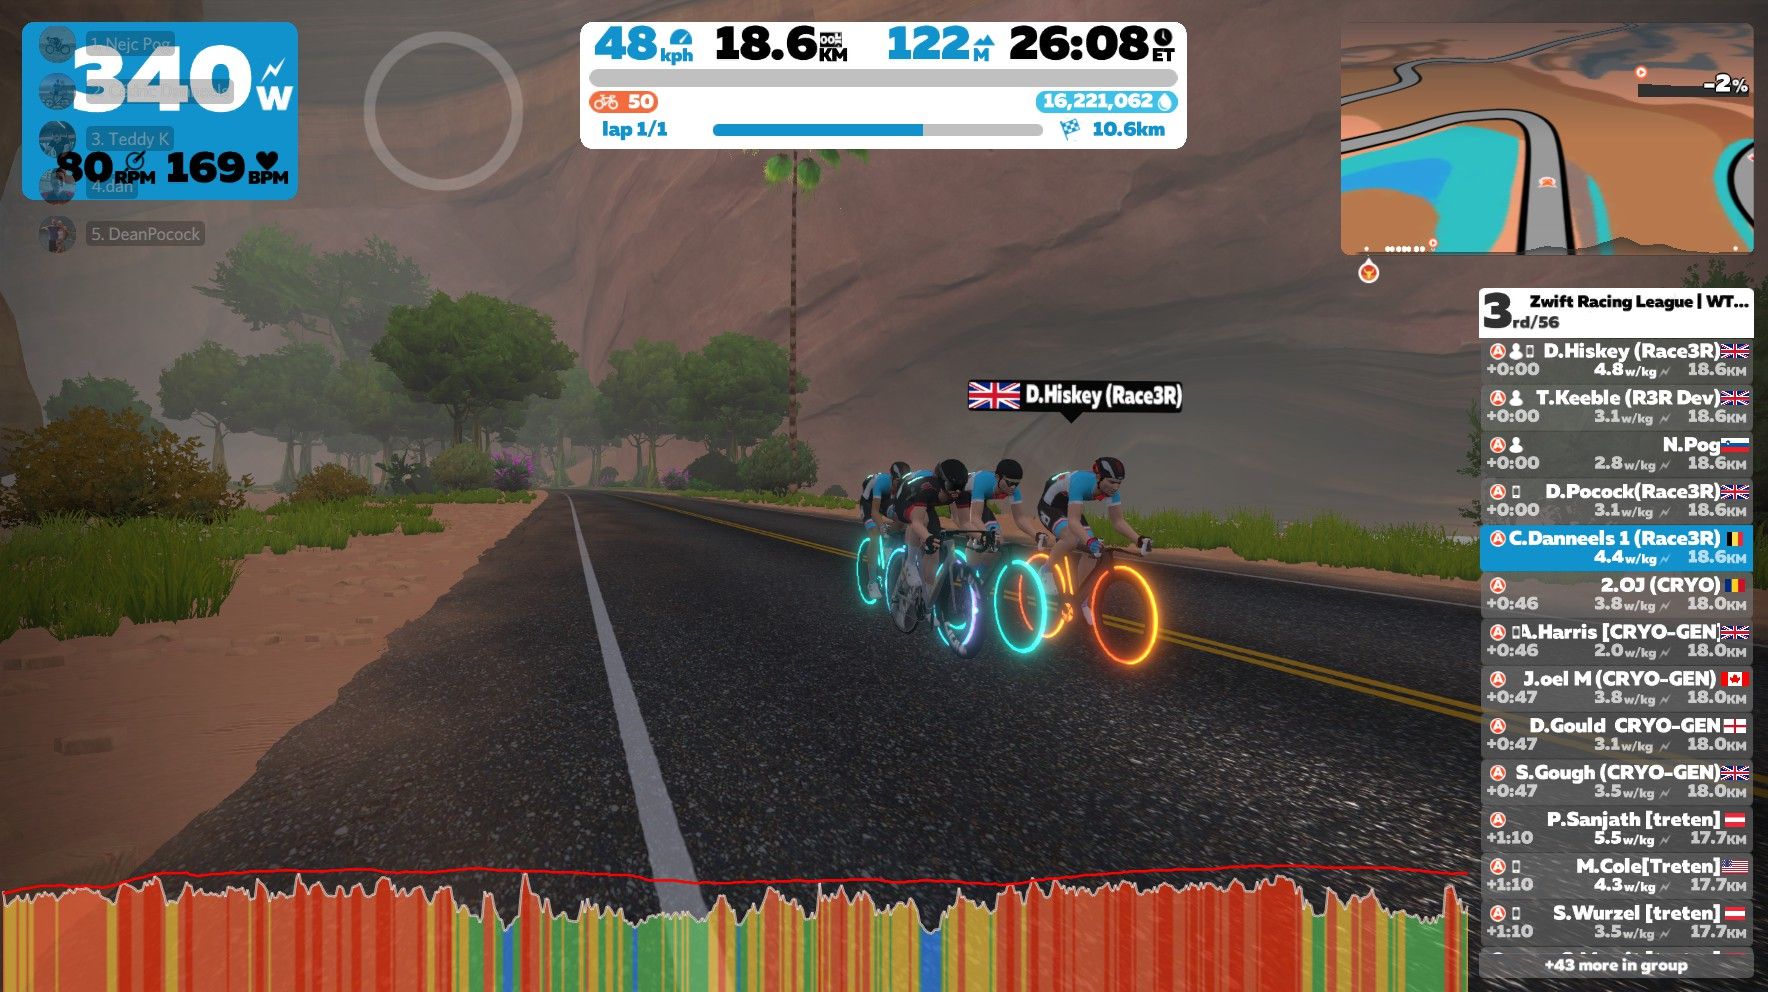 1. Nejc Pog
340w
3. Teddy K
80 RPM 169 BPM
4.dan
5. DeanPocock
48 kph 18.6 KM 122 M 26:08 ET
50
16,221,062
lap 1/1
10.6km
-2%
D.Hiskey (Race3R)
3rd/56
Zwift Racing League | WT...
A D.Hiskey (Race3R)
+0:00 4.8w/kg 18.6KM
A T.Keeble (R3R Dev)
+0:00 3.1w/kg 18.6KM
A N.Pog
+0:00 2.8w/kg 18.6KM
A D.Pocock(Race3R)
+0:00 3.1w/kg 18.6KM
A C.Danneels 1 (Race3R)
4.4w/kg 18.6KM
A 2.OJ (CRYO)
+0:46 3.8w/kg 18.0KM
A A.Harris [CRYO-GEN]
+0:46 2.0w/kg 18.0KM
A J.oel M (CRYO-GEN)
+0:47 3.8w/kg 18.0KM
A D.Gould CRYO-GEN
+0:47 3.1w/kg 18.0KM
A S.Gough (CRYO-GEN)
+0:47 3.5w/kg 18.0KM
A P.Sanjath [treten]
+1:10 5.5w/kg 17.7KM
A M.Cole[Treten]
+1:10 4.3w/kg 17.7KM
A S.Wurzel [treten]
+1:10 3.5w/kg 17.7KM
+43 more in group